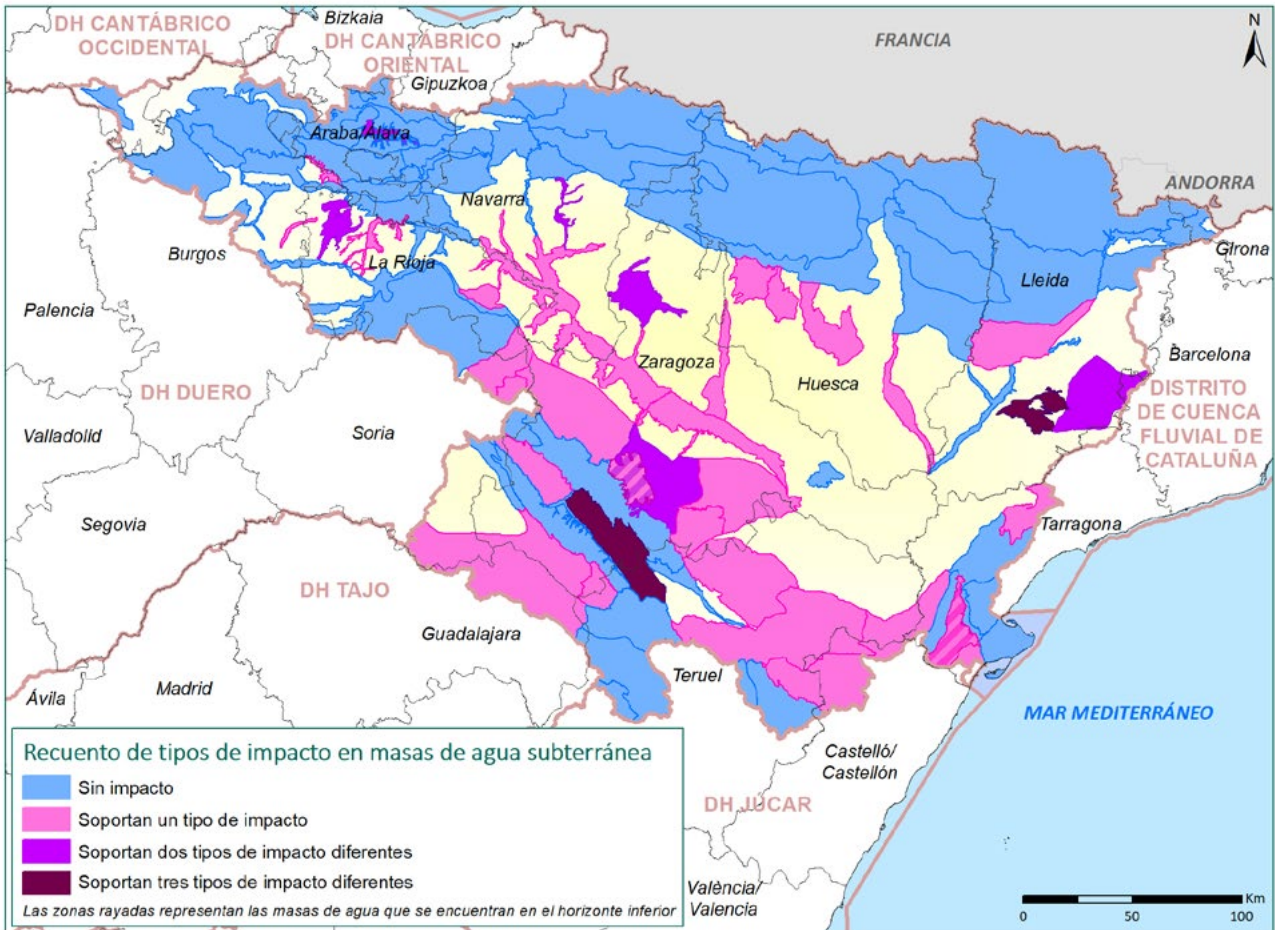 DH CANTÁBRICO
OCCIDENTAL
Bizkaia
DH CANTÁBRICO
ORIENTAL
Gipuzkoa
FRANCIA
N
Araba/Álava
ANDORRA
Navarra
Burgos
La Rioja
Girona
Lleida
Palencia
Zaragoza
Huesca
Barcelona
DH DUERO
DISTRITO
DE CUENCA
FLUVIAL DE
CATALUÑA
Valladolid
Soria
Segovia
Tarragona
DH TAJO
Guadalajara
Ávila
Madrid
Teruel
MAR MEDITERRÁNEO
Castelló/
Castellón
DH JÚCAR
València/
Valencia
Recuento de tipos de impacto en masas de agua subterránea
Sin impacto
Soportan un tipo de impacto
Soportan dos tipos de impacto diferentes
Soportan tres tipos de impacto diferentes
Las zonas rayadas representan las masas de agua que se encuentran en el horizonte inferior
Km
0 50 100